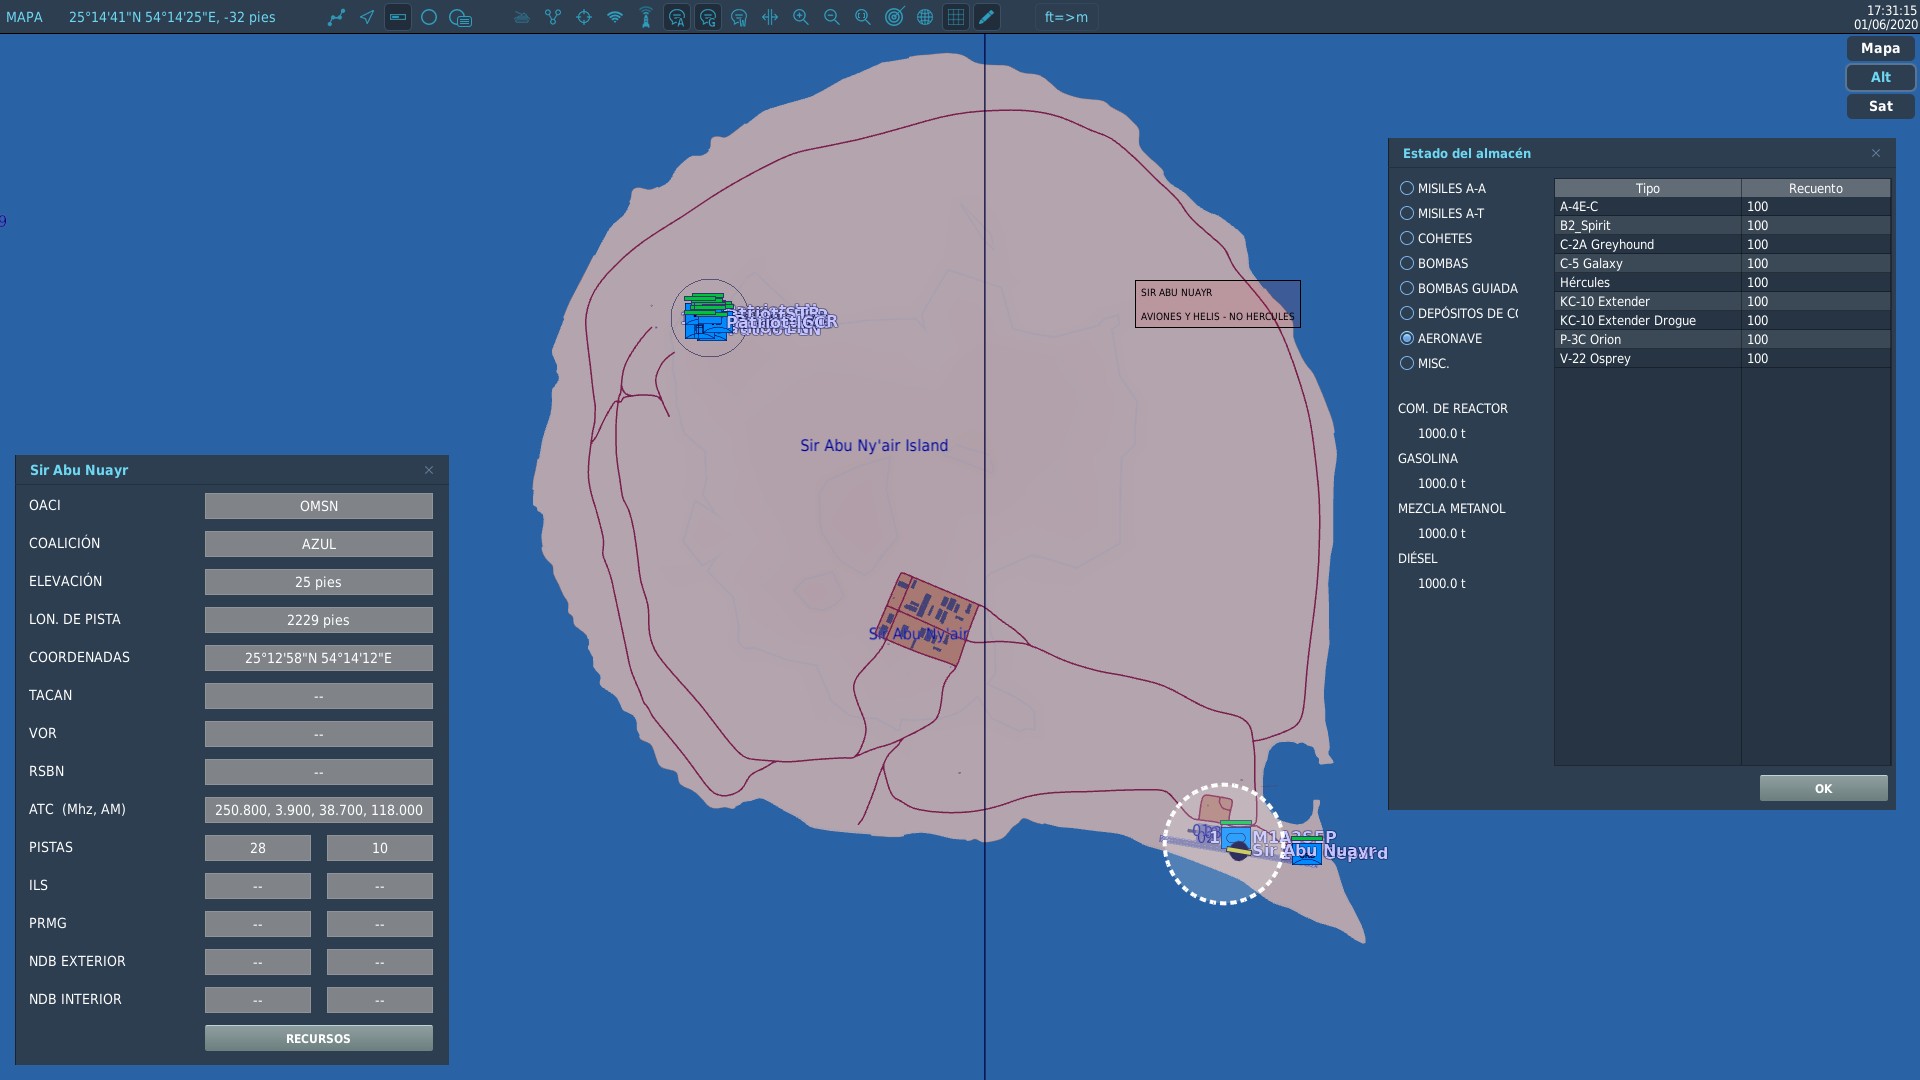 MAPA
25°14'41"N 54°14'25"E, -32 pies
ft=>m
17:31:15
01/06/2020
Mapa
Alt
Sat
9
SIR ABU NUAYR
AVIONES Y HELIS - NO HERCULES
Sir Abu Ny'air Island
Sir Abu Ny'air
M1A2SEP
Sir Abu Nuayr
Sir Abu Nuayr
OACI
OMSN
COALICIÓN
AZUL
ELEVACIÓN
25 pies
LON. DE PISTA
2229 pies
COORDENADAS
25°12'58"N 54°14'12"E
TACAN
--
VOR
--
RSBN
--
ATC (Mhz, AM)
250.800, 3.900, 38.700, 118.000
PISTAS
28
10
ILS
--
--
PRMG
--
--
NDB EXTERIOR
--
--
NDB INTERIOR
--
--
RECURSOS
Estado del almacén
MISILES A-A
MISILES A-T
COHETES
BOMBAS
BOMBAS GUIADA
DEPÓSITOS DE CO
AERONAVE
MISC.
COM. DE REACTOR
1000.0 t
GASOLINA
1000.0 t
MEZCLA METANOL
1000.0 t
DIÉSEL
1000.0 t
Tipo Recuento
A-4E-C 100
B2_Spirit 100
C-2A Greyhound 100
C-5 Galaxy 100
Hércules 100
KC-10 Extender 100
KC-10 Extender Drogue 100
P-3C Orion 100
V-22 Osprey 100
OK